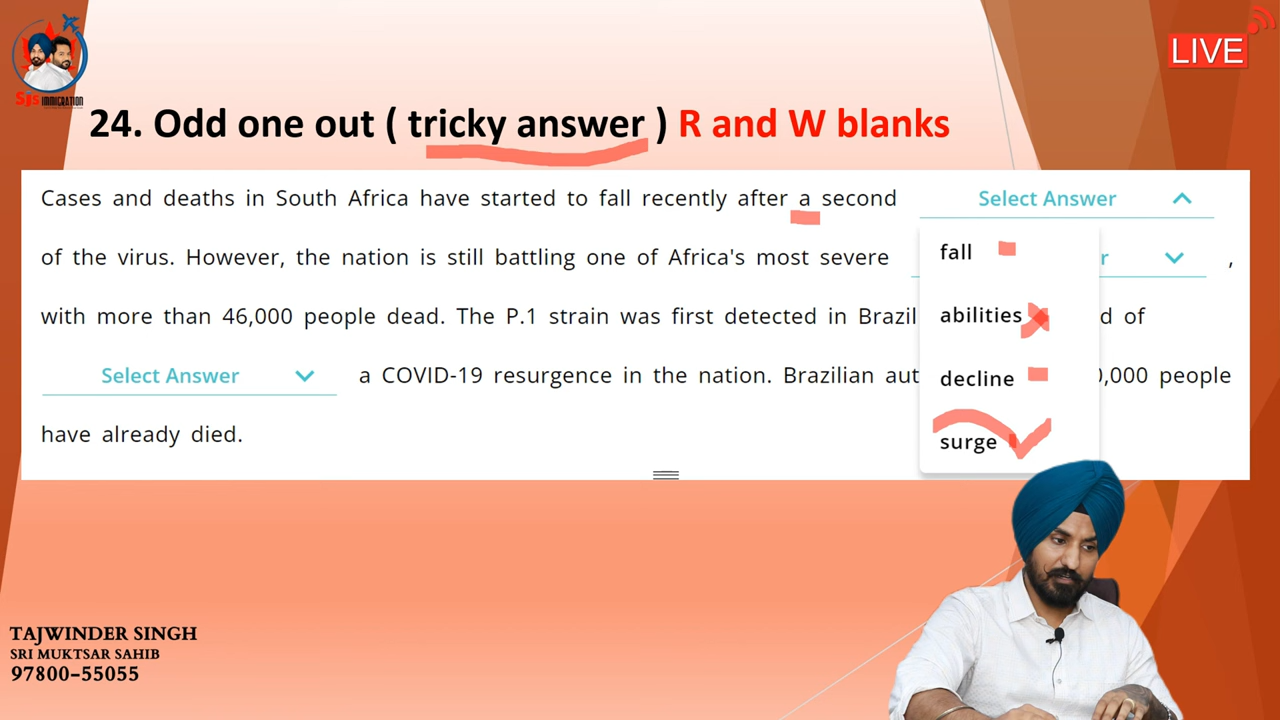 LIVE
SJS IMMIGRATION
24. Odd one out ( tricky answer ) R and W blanks
Cases and deaths in South Africa have started to fall recently after a second Select Answer
of the virus. However, the nation is still battling one of Africa's most severe r ,
with more than 46,000 people dead. The P.1 strain was first detected in Brazil d of
Select Answer a COVID-19 resurgence in the nation. Brazilian aut 0,000 people
have already died.
fall
abilities
decline
surge
TAJWINDER SINGH
SRI MUKTSAR SAHIB
97800-55055